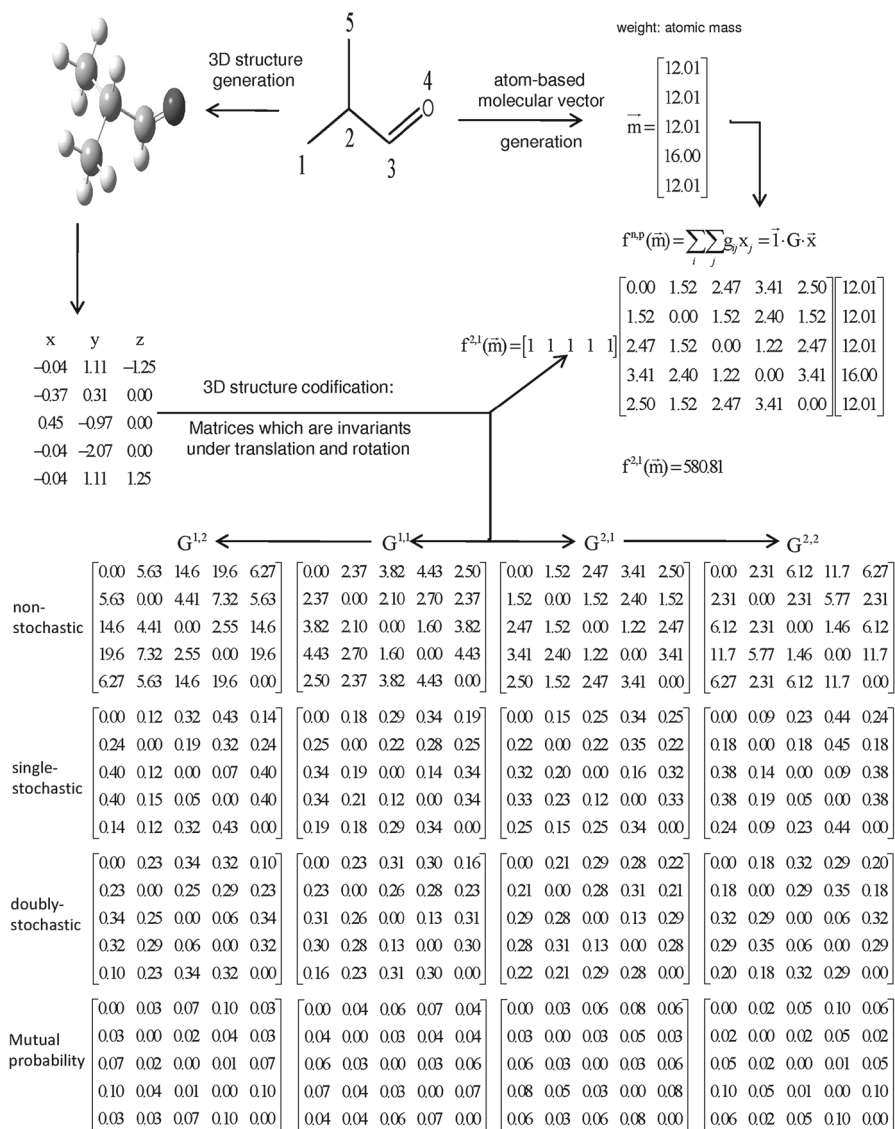 5
4
O
2
1
3
3D structure
generation
atom-based
molecular vector
generation
weight: atomic mass
m⃗ = [12.01
12.01
12.01
16.00
12.01]
fⁿ,ᵖ(m⃗) = ∑i ∑j gij xj = 1⃗ · G · x⃗
f²,¹(m⃗) = [1 1 1 1 1]
0.00 1.52 2.47 3.41 2.50 12.01
1.52 0.00 1.52 2.40 1.52 12.01
2.47 1.52 0.00 1.22 2.47 12.01
3.41 2.40 1.22 0.00 3.41 16.00
2.50 1.52 2.47 3.41 0.00 12.01
f²,¹(m⃗) = 580.81
x y z
−0.04 1.11 −1.25
−0.37 0.31 0.00
0.45 −0.97 0.00
−0.04 −2.07 0.00
−0.04 1.11 1.25
3D structure codification:
Matrices which are invariants
under translation and rotation
G¹,² G¹,¹ G²,¹ G²,²
non-
stochastic
0.00 5.63 14.6 19.6 6.27 0.00 2.37 3.82 4.43 2.50 0.00 1.52 2.47 3.41 2.50 0.00 2.31 6.12 11.7 6.27
5.63 0.00 4.41 7.32 5.63 2.37 0.00 2.10 2.70 2.37 1.52 0.00 1.52 2.40 1.52 2.31 0.00 2.31 5.77 2.31
14.6 4.41 0.00 2.55 14.6 3.82 2.10 0.00 1.60 3.82 2.47 1.52 0.00 1.22 2.47 6.12 2.31 0.00 1.46 6.12
19.6 7.32 2.55 0.00 19.6 4.43 2.70 1.60 0.00 4.43 3.41 2.40 1.22 0.00 3.41 11.7 5.77 1.46 0.00 11.7
6.27 5.63 14.6 19.6 0.00 2.50 2.37 3.82 4.43 0.00 2.50 1.52 2.47 3.41 0.00 6.27 2.31 6.12 11.7 0.00
single-
stochastic
0.00 0.12 0.32 0.43 0.14 0.00 0.18 0.29 0.34 0.19 0.00 0.15 0.25 0.34 0.25 0.00 0.09 0.23 0.44 0.24
0.24 0.00 0.19 0.32 0.24 0.25 0.00 0.22 0.28 0.25 0.22 0.00 0.22 0.35 0.22 0.18 0.00 0.18 0.45 0.18
0.40 0.12 0.00 0.07 0.40 0.34 0.19 0.00 0.14 0.34 0.32 0.20 0.00 0.16 0.32 0.38 0.14 0.00 0.09 0.38
0.40 0.15 0.05 0.00 0.40 0.34 0.21 0.12 0.00 0.34 0.33 0.23 0.12 0.00 0.33 0.38 0.19 0.05 0.00 0.38
0.14 0.12 0.32 0.43 0.00 0.19 0.18 0.29 0.34 0.00 0.25 0.15 0.25 0.34 0.00 0.24 0.09 0.23 0.44 0.00
doubly-
stochastic
0.00 0.23 0.34 0.32 0.10 0.00 0.23 0.31 0.30 0.16 0.00 0.21 0.29 0.28 0.22 0.00 0.18 0.32 0.29 0.20
0.23 0.00 0.25 0.29 0.23 0.23 0.00 0.26 0.28 0.23 0.21 0.00 0.28 0.31 0.21 0.18 0.00 0.29 0.35 0.18
0.34 0.25 0.00 0.06 0.34 0.31 0.26 0.00 0.13 0.31 0.29 0.28 0.00 0.13 0.29 0.32 0.29 0.00 0.06 0.32
0.32 0.29 0.06 0.00 0.32 0.30 0.28 0.13 0.00 0.30 0.28 0.31 0.13 0.00 0.28 0.29 0.35 0.06 0.00 0.29
0.10 0.23 0.34 0.32 0.00 0.16 0.23 0.31 0.30 0.00 0.22 0.21 0.29 0.28 0.00 0.20 0.18 0.32 0.29 0.00
Mutual
probability
0.00 0.03 0.07 0.10 0.03 0.00 0.04 0.06 0.07 0.04 0.00 0.03 0.06 0.08 0.06 0.00 0.02 0.05 0.10 0.06
0.03 0.00 0.02 0.04 0.03 0.04 0.00 0.03 0.04 0.04 0.03 0.00 0.03 0.05 0.03 0.02 0.00 0.02 0.05 0.02
0.07 0.02 0.00 0.01 0.07 0.06 0.03 0.00 0.03 0.06 0.06 0.03 0.00 0.03 0.06 0.05 0.02 0.00 0.01 0.05
0.10 0.04 0.01 0.00 0.10 0.07 0.04 0.03 0.00 0.07 0.08 0.05 0.03 0.00 0.08 0.10 0.05 0.01 0.00 0.10
0.03 0.03 0.07 0.10 0.00 0.04 0.04 0.06 0.07 0.00 0.06 0.03 0.06 0.08 0.00 0.06 0.02 0.05 0.10 0.00